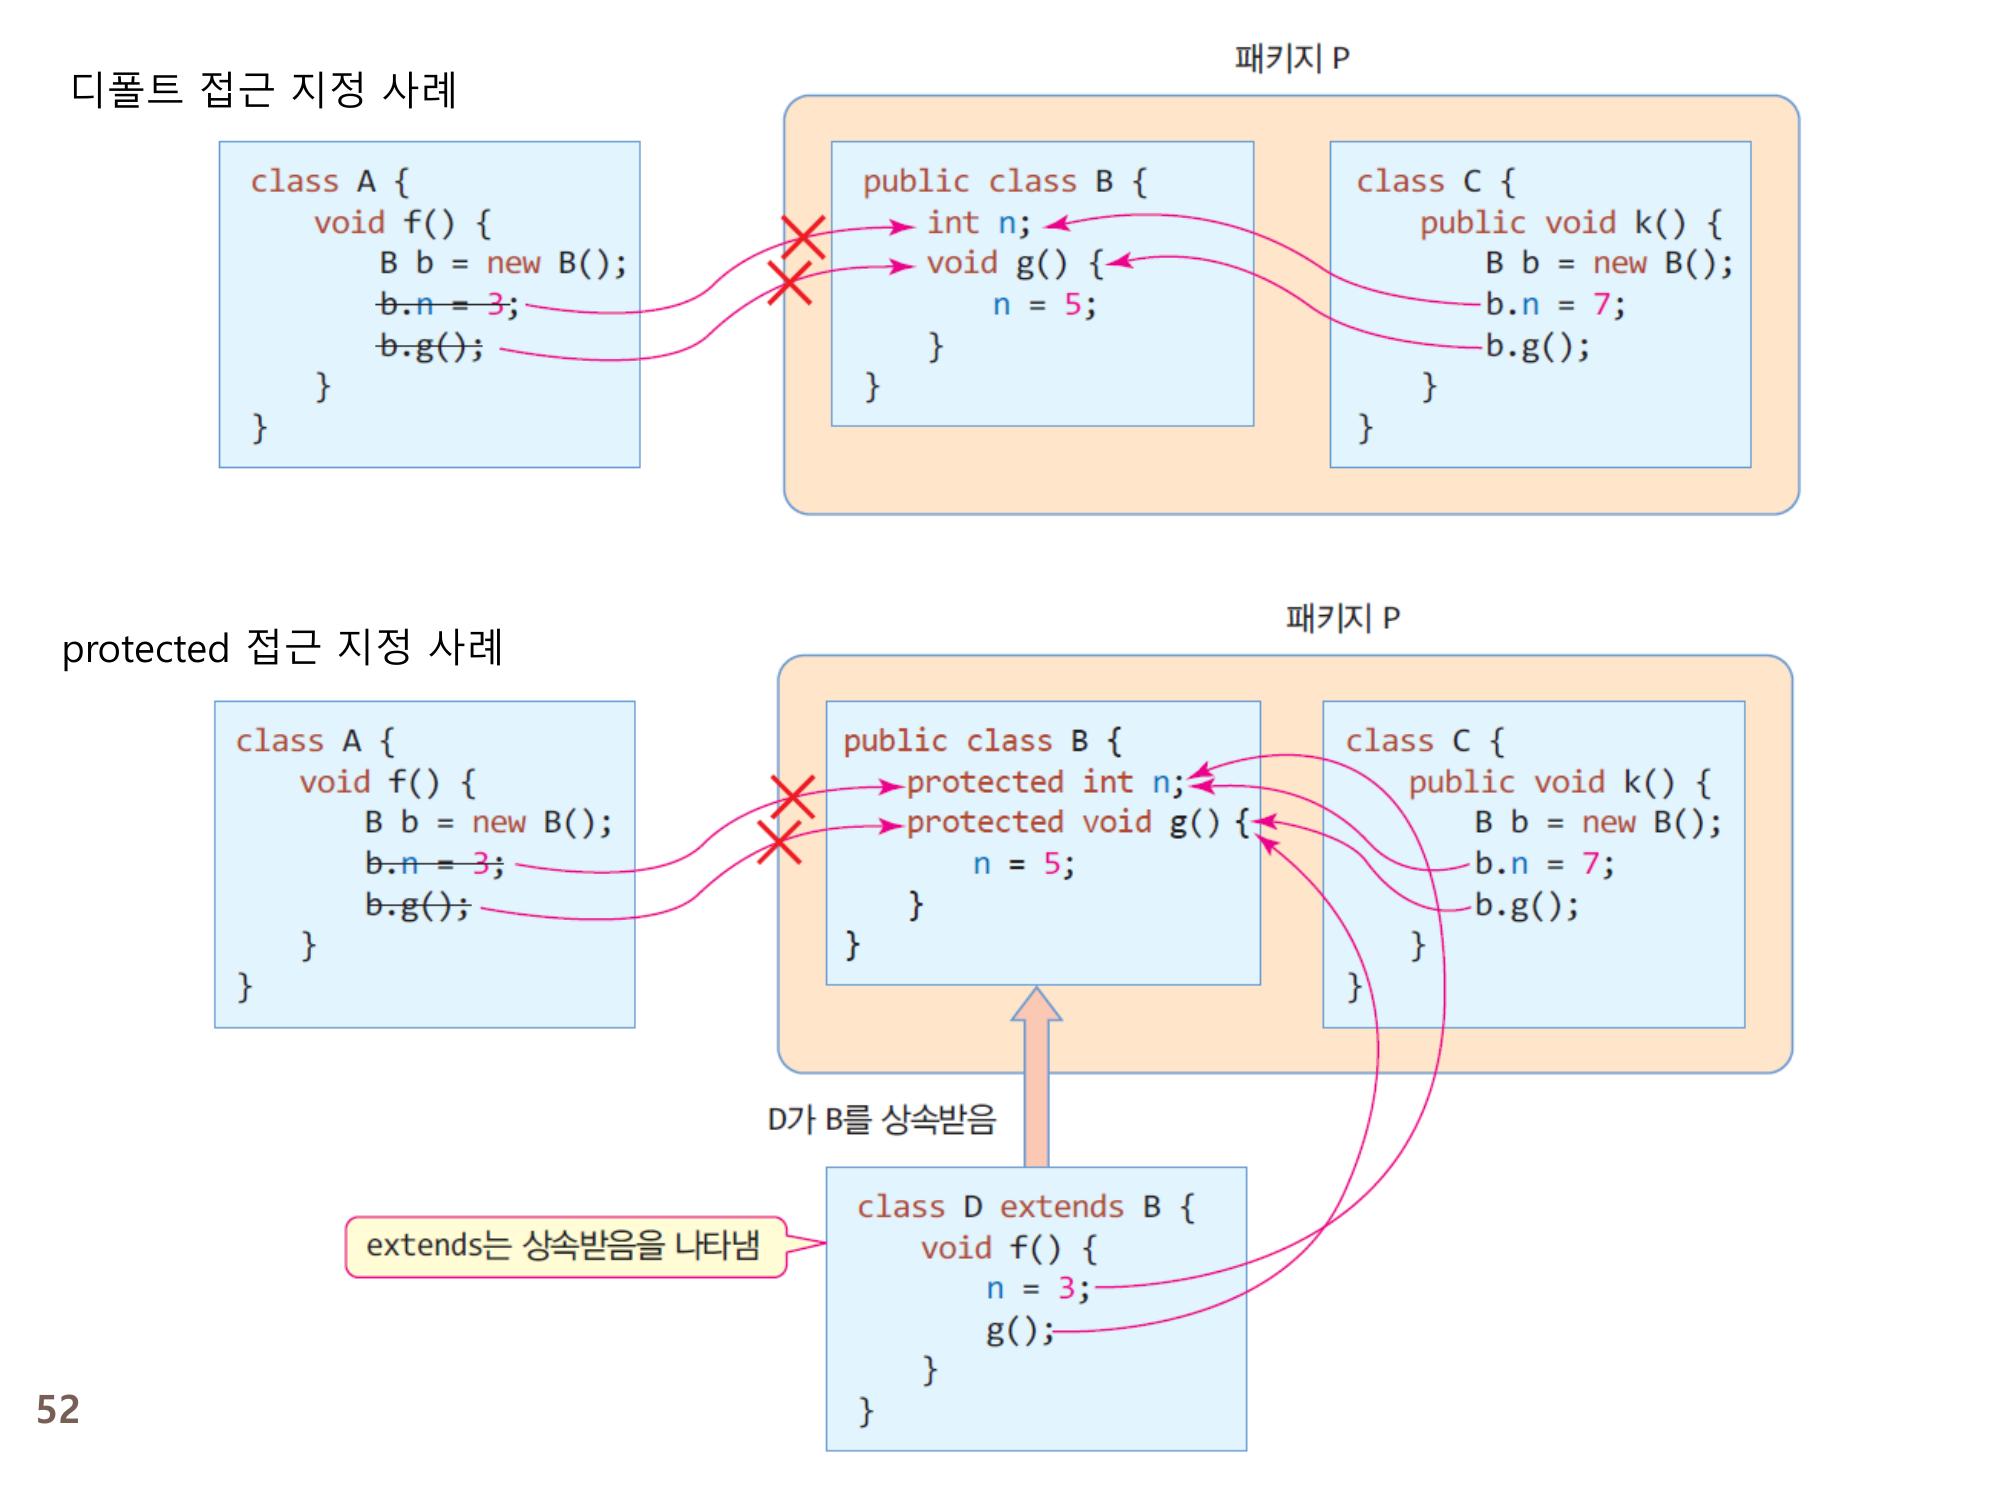 디폴트 접근 지정 사례
패키지 P
class A {
void f() {
B b = new B();
b.n = 3;
b.g();
}
}
public class B {
int n;
void g() {
n = 5;
}
}
class C {
public void k() {
B b = new B();
b.n = 7;
b.g();
}
}
protected 접근 지정 사례
패키지 P
class A {
void f() {
B b = new B();
b.n = 3;
b.g();
}
}
public class B {
protected int n;
protected void g() {
n = 5;
}
}
class C {
public void k() {
B b = new B();
b.n = 7;
b.g();
}
}
D가 B를 상속받음
extends는 상속받음을 나타냄
class D extends B {
void f() {
n = 3;
g();
}
}
52